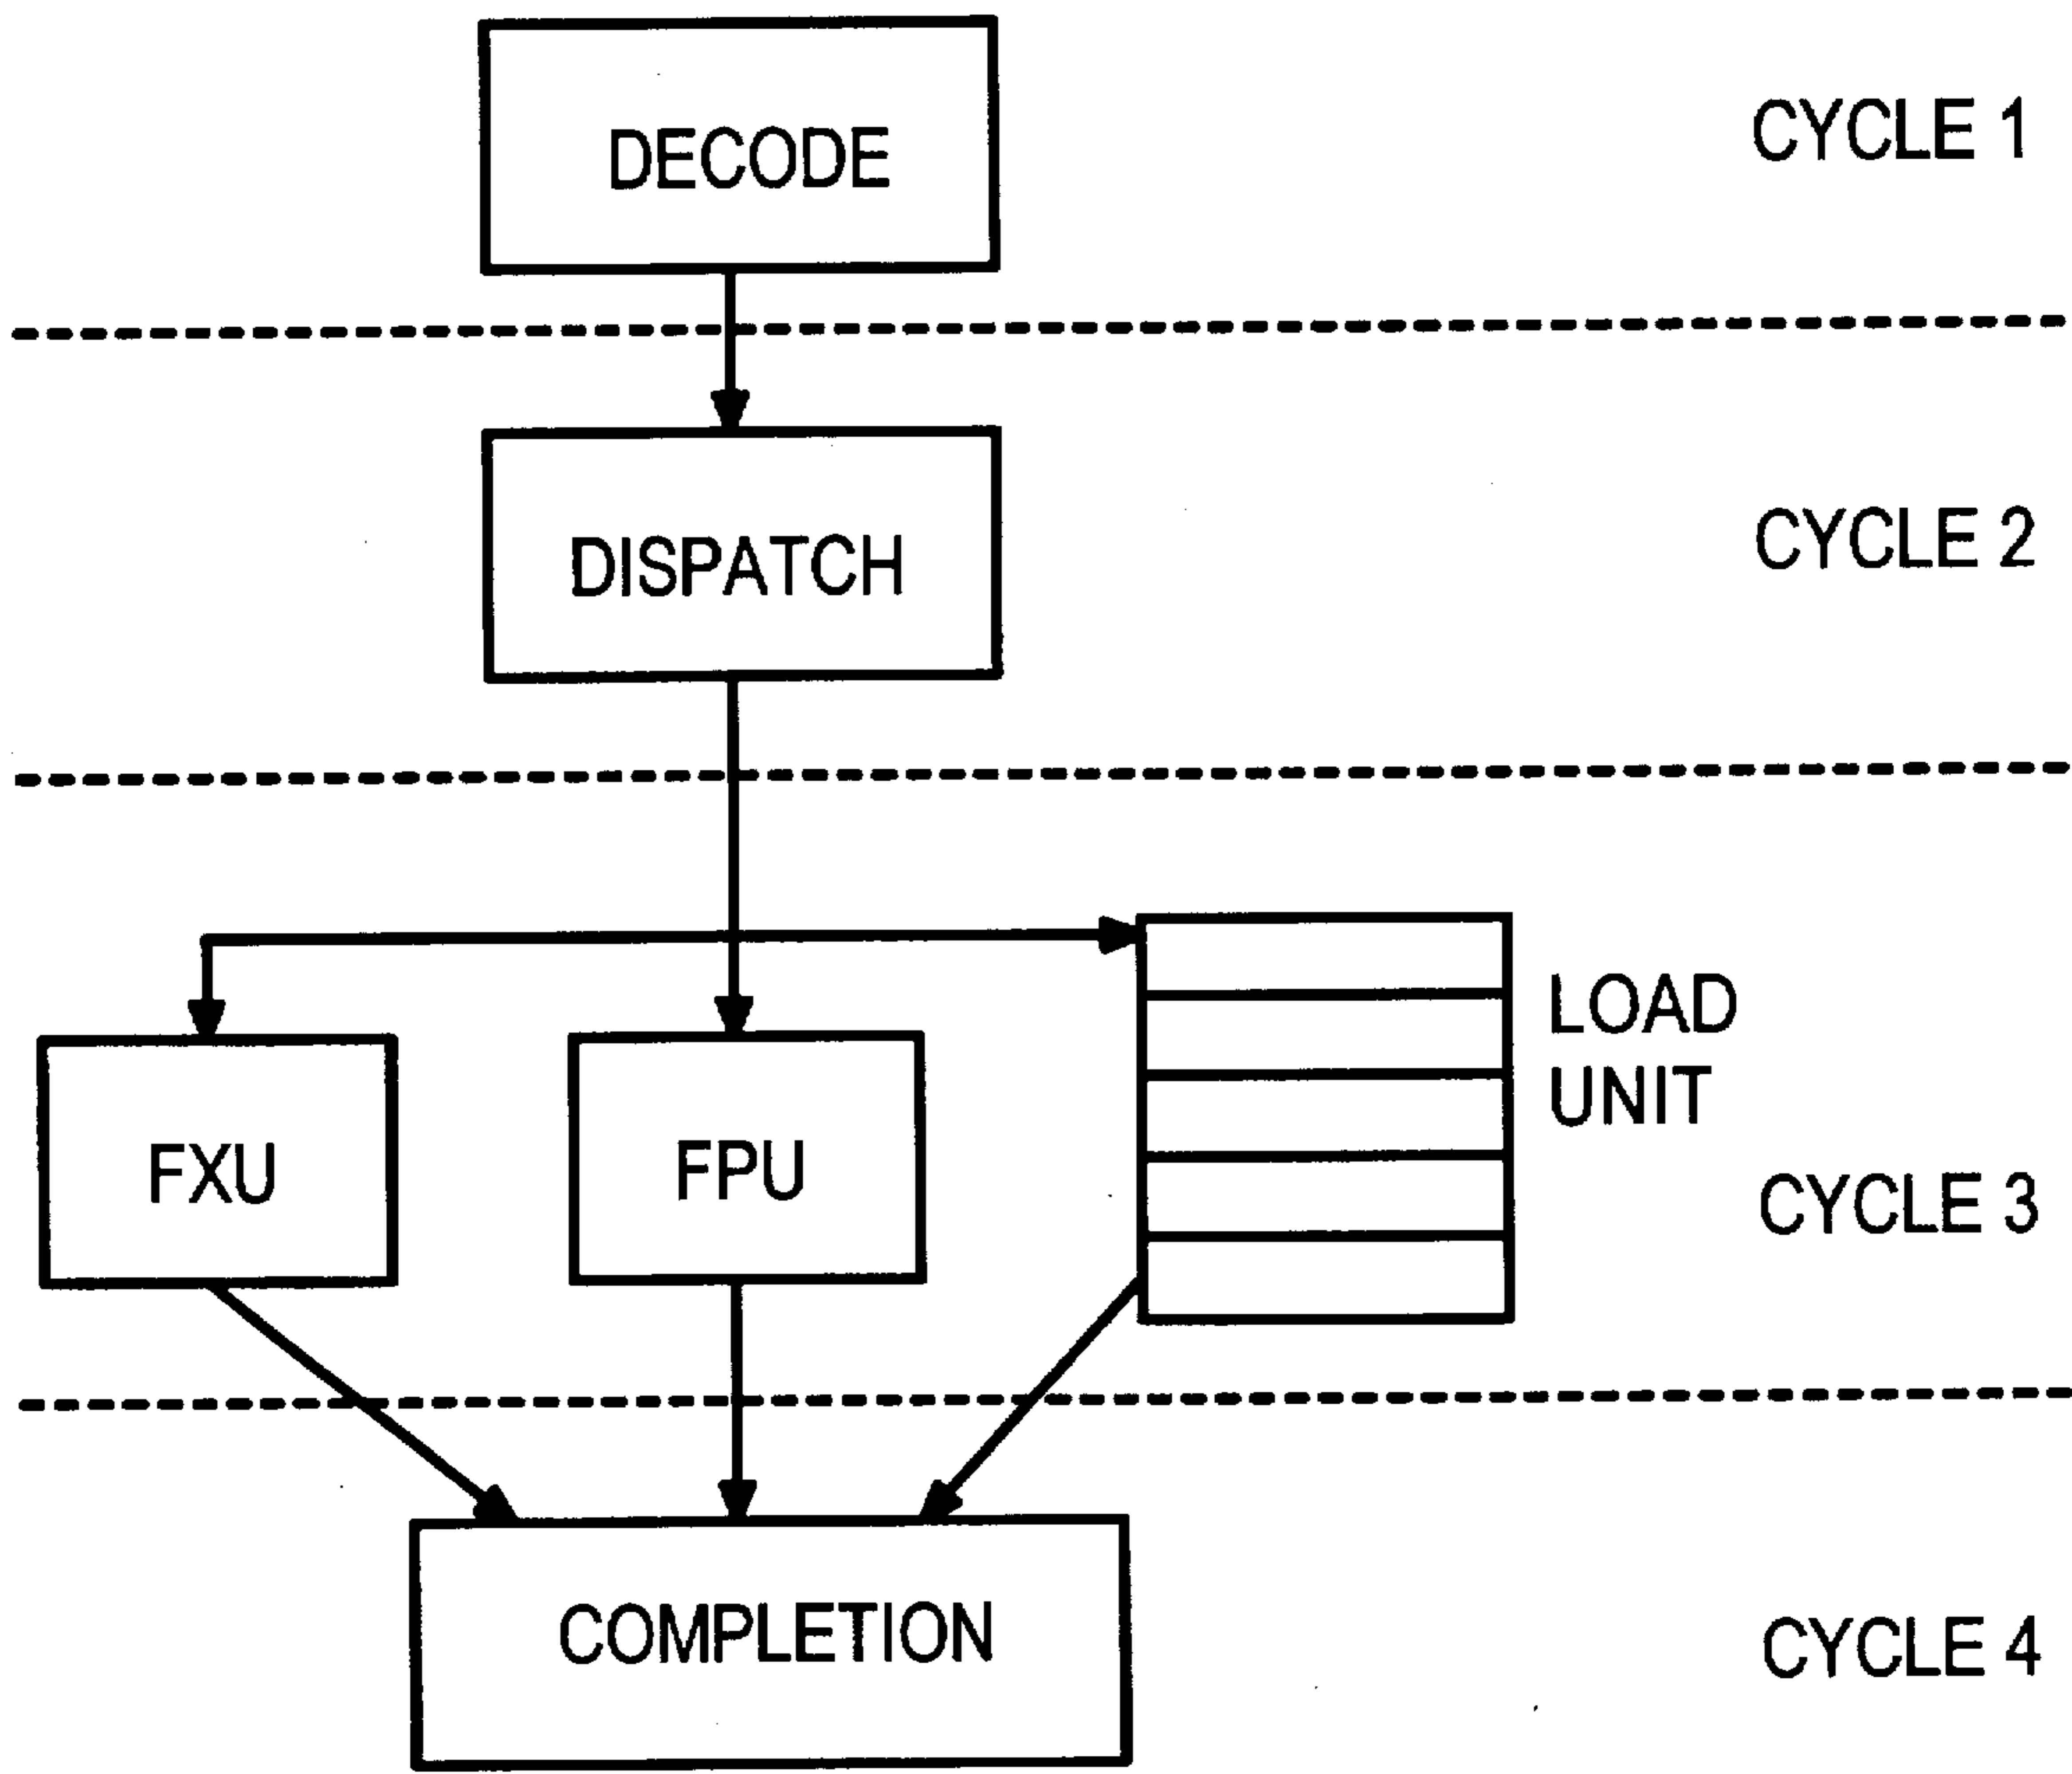 DECODE
CYCLE 1
DISPATCH
CYCLE 2
LOAD
UNIT
FXU
FPU
CYCLE 3
COMPLETION
CYCLE 4